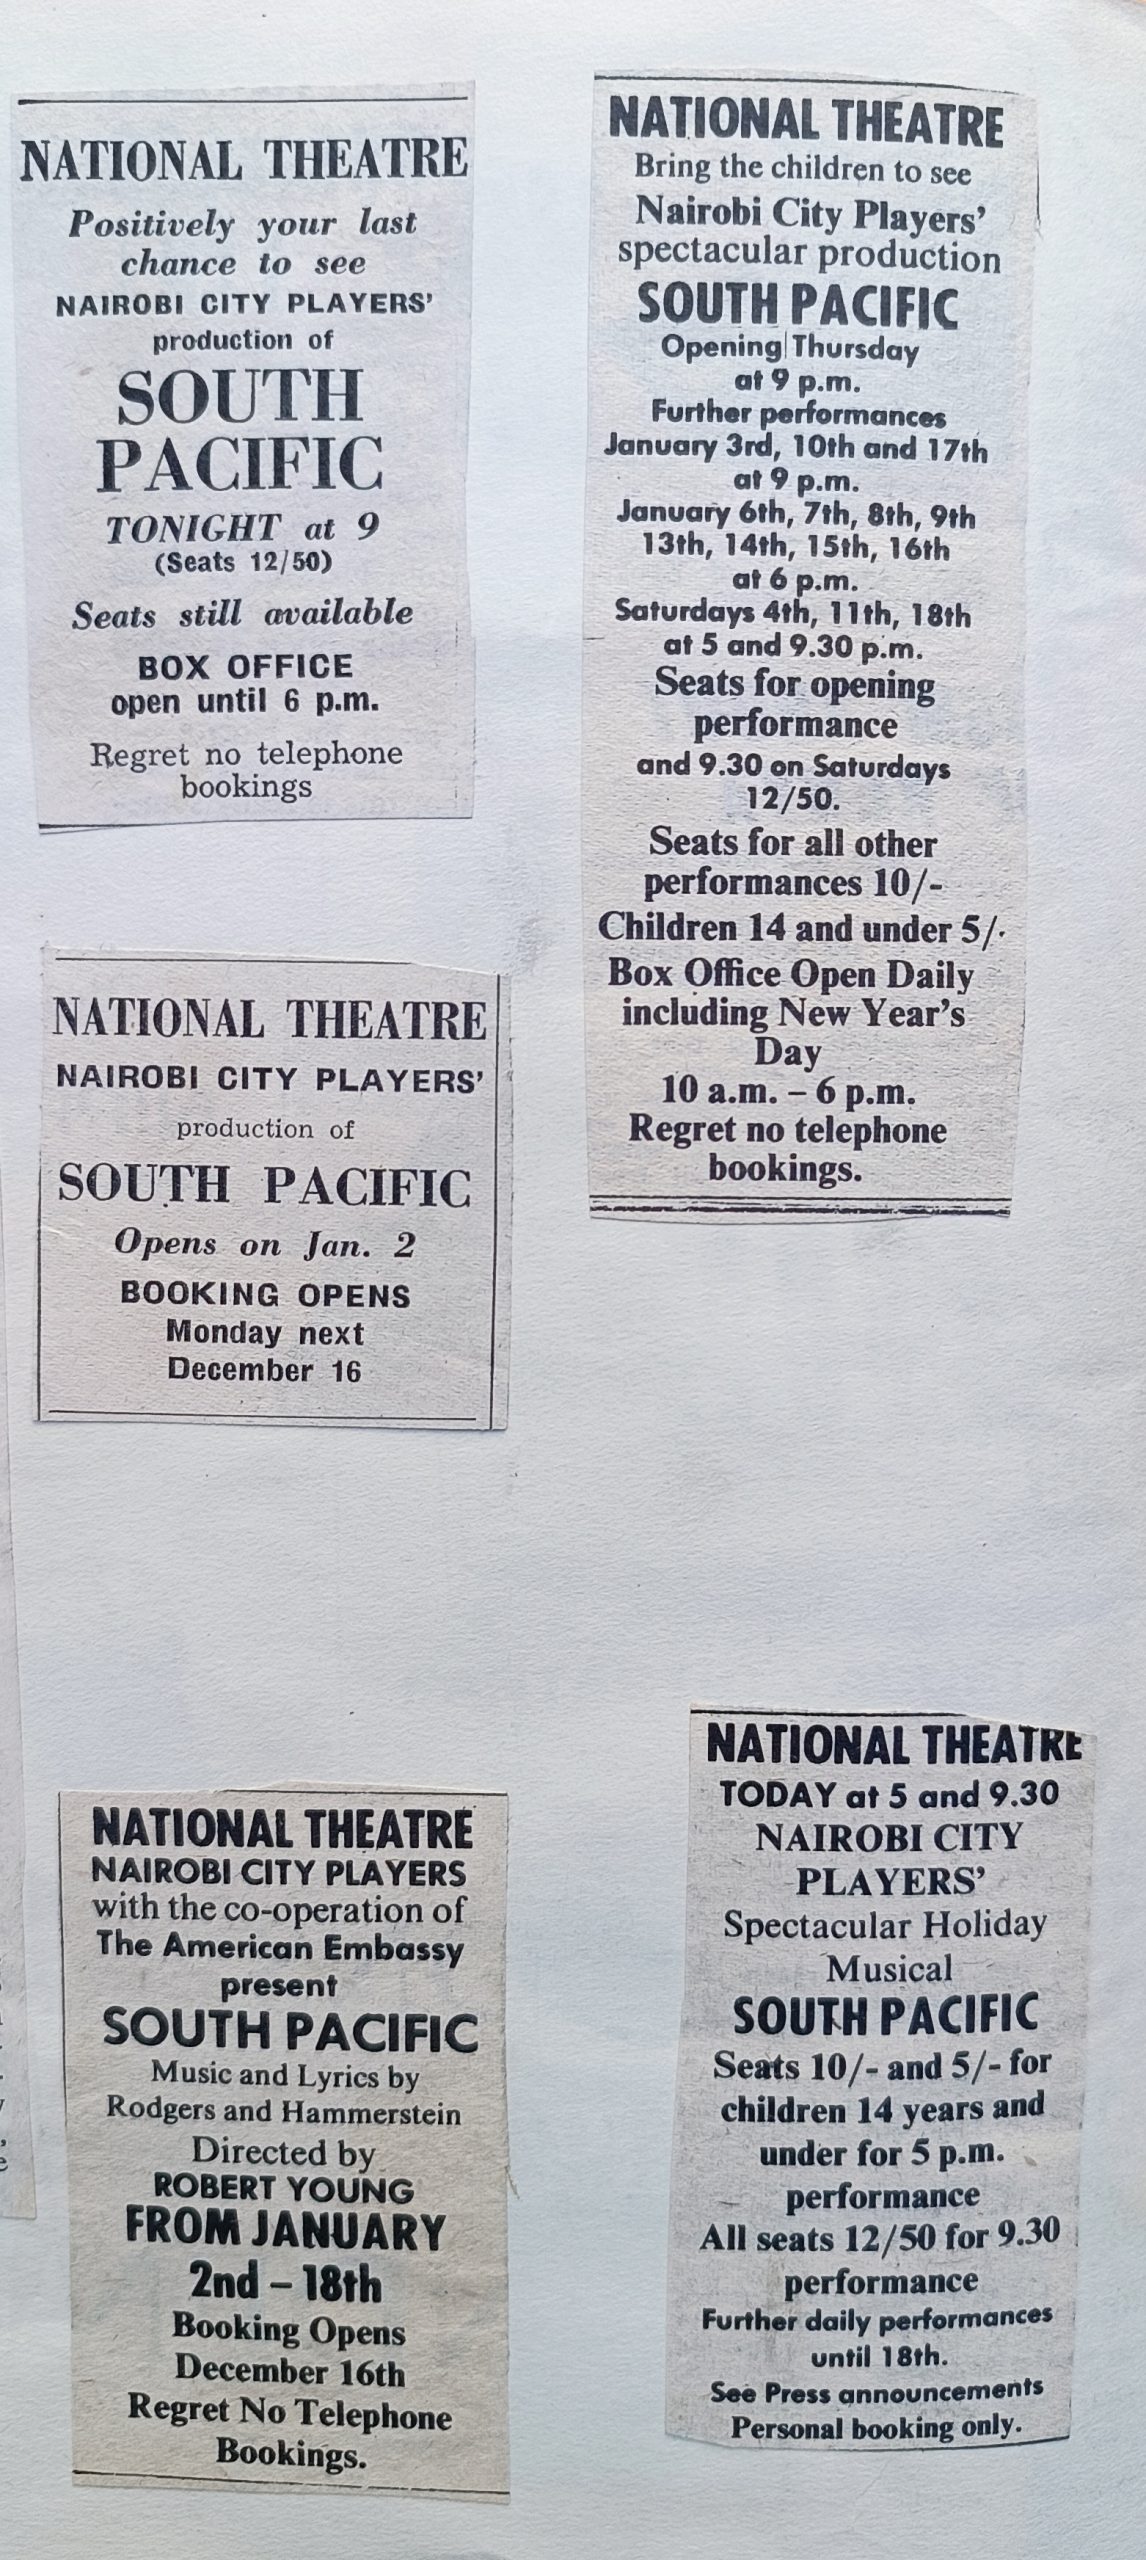 NATIONAL THEATRE
Positively your last
chance to see
NAIROBI CITY PLAYERS'
production of
SOUTH
PACIFIC
TONIGHT at 9
(Seats 12/50)
Seats still available
BOX OFFICE
open until 6 p.m.
Regret no telephone
bookings
NATIONAL THEATRE
NAIROBI CITY PLAYERS'
production of
SOUTH PACIFIC
Opens on Jan. 2
BOOKING OPENS
Monday next
December 16
NATIONAL THEATRE
NAIROBI CITY PLAYERS
with the co-operation of
The American Embassy
present
SOUTH PACIFIC
Music and Lyrics by
Rodgers and Hammerstein
Directed by
ROBERT YOUNG
FROM JANUARY
2nd – 18th
Booking Opens
December 16th
Regret No Telephone
Bookings.
NATIONAL THEATRE
Bring the children to see
Nairobi City Players'
spectacular production
SOUTH PACIFIC
Opening Thursday
at 9 p.m.
Further performances
January 3rd, 10th and 17th
at 9 p.m.
January 6th, 7th, 8th, 9th
13th, 14th, 15th, 16th
at 6 p.m.
Saturdays 4th, 11th, 18th
at 5 and 9.30 p.m.
Seats for opening
performance
and 9.30 on Saturdays
12/50.
Seats for all other
performances 10/-
Children 14 and under 5/-
Box Office Open Daily
including New Year's
Day
10 a.m. – 6 p.m.
Regret no telephone
bookings.
NATIONAL THEATRE
TODAY at 5 and 9.30
NAIROBI CITY
PLAYERS'
Spectacular Holiday
Musical
SOUTH PACIFIC
Seats 10/- and 5/- for
children 14 years and
under for 5 p.m.
performance
All seats 12/50 for 9.30
performance
Further daily performances
until 18th.
See Press announcements
Personal booking only.